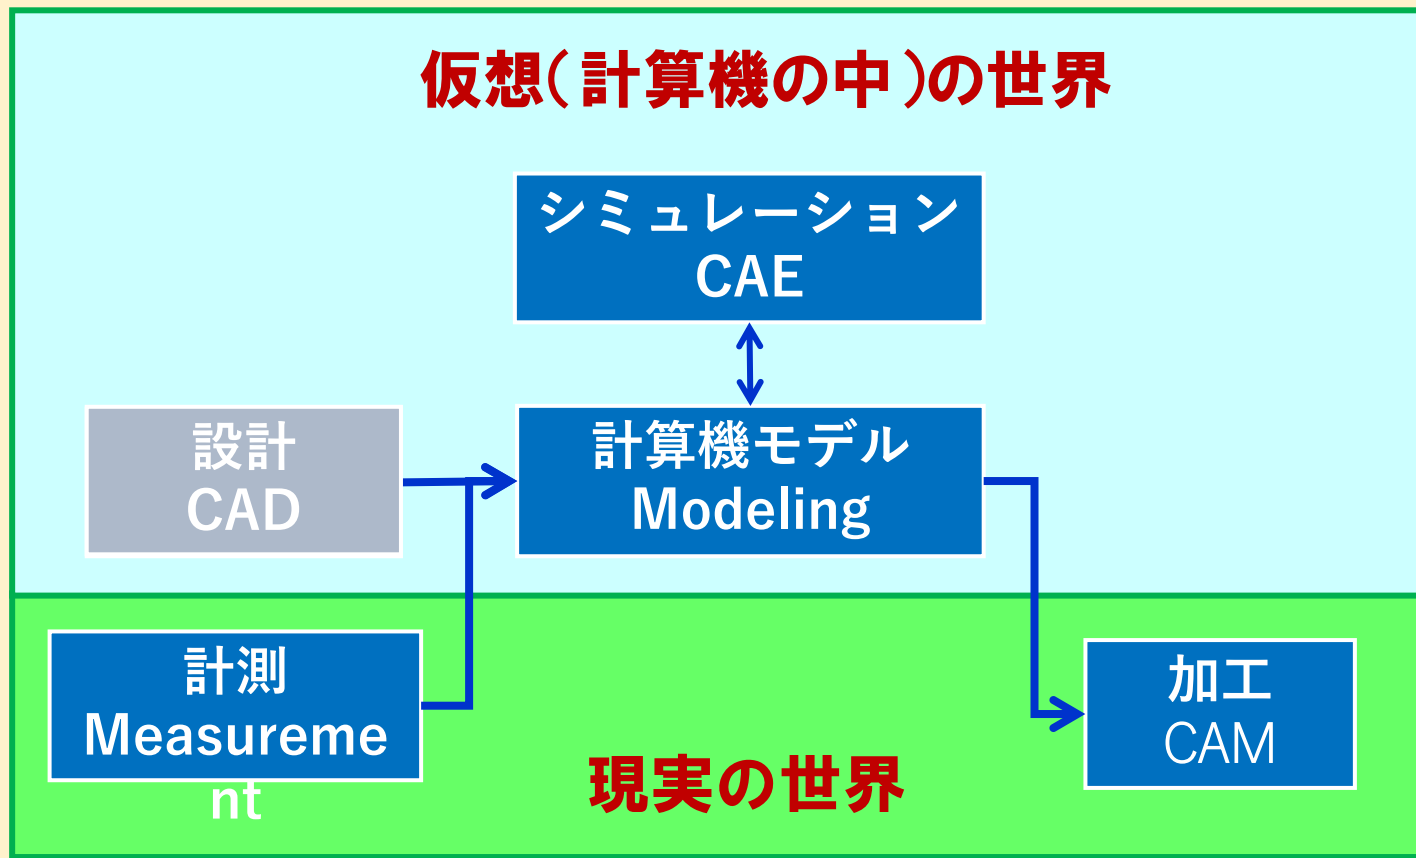 仮想(計算機の中)の世界
シミュレーション
CAE
設計
CAD
計算機モデル
Modeling
計測
Measureme
nt
加工
CAM
現実の世界